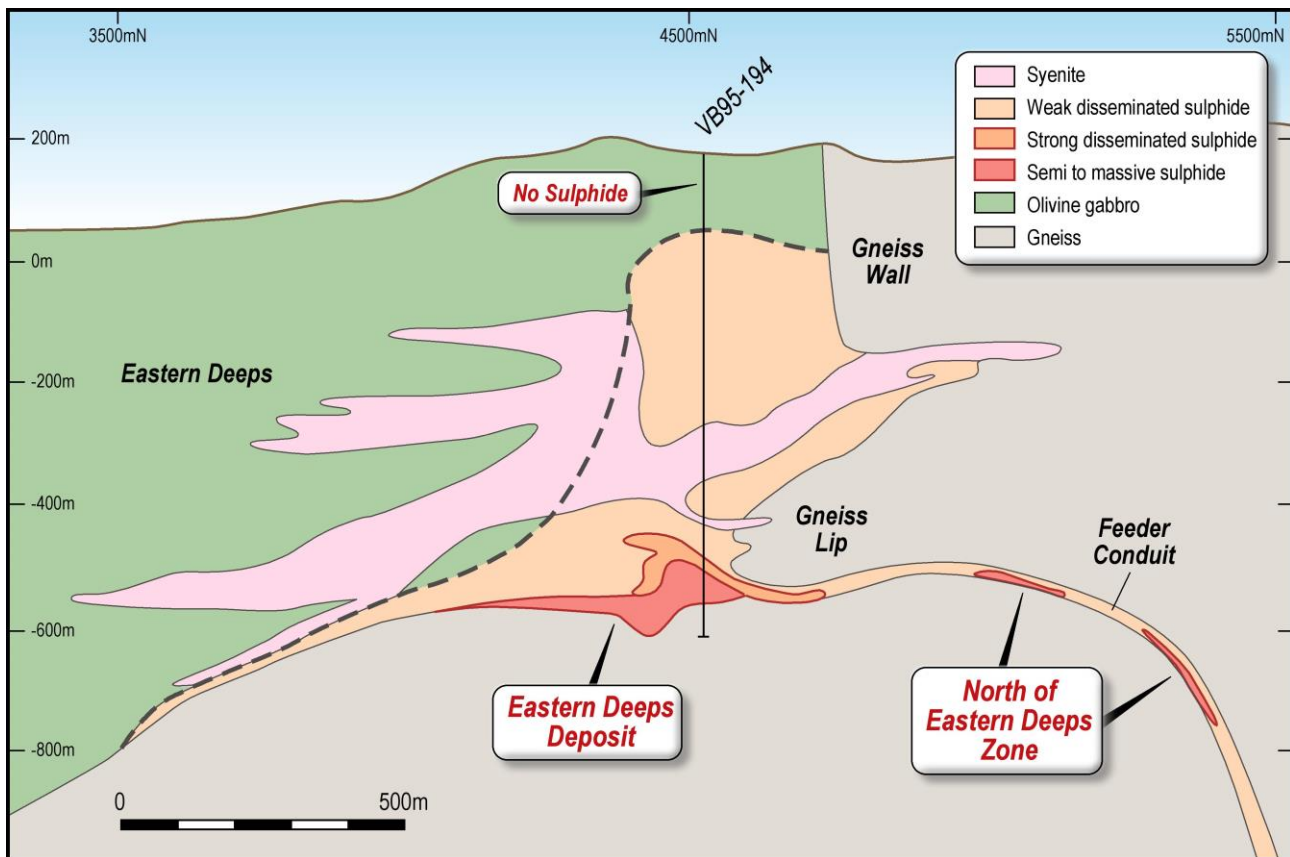 3500mN
4500mN
5500mN
VB95-194
Syenite
Weak disseminated sulphide
Strong disseminated sulphide
Semi to massive sulphide
Olivine gabbro
Gneiss
200m
0m
-200m
-400m
-600m
-800m
No Sulphide
Gneiss
Wall
Eastern Deeps
Gneiss
Lip
Feeder
Conduit
Eastern Deeps
Deposit
North of
Eastern Deeps
Zone
0
500m